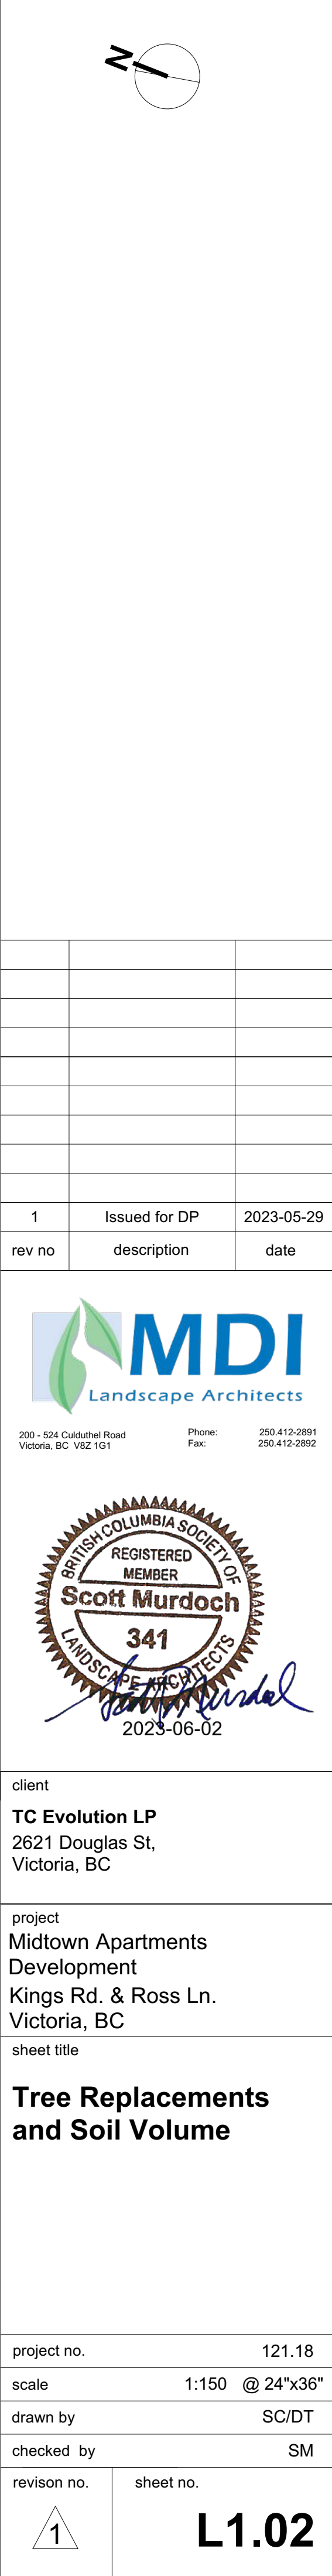 N
1 Issued for DP 2023-05-29
rev no description date
MDI
Landscape Architects
200 - 524 Culduthel Road Phone: 250.412-2891
Victoria, BC V8Z 1G1 Fax: 250.412-2892
BRITISH COLUMBIA SOCIETY OF
REGISTERED
MEMBER
Scott Murdoch
341
LANDSCAPE ARCHITECTS
2023-06-02
client
TC Evolution LP
2621 Douglas St,
Victoria, BC
project
Midtown Apartments
Development
Kings Rd. & Ross Ln.
Victoria, BC
sheet title
Tree Replacements
and Soil Volume
project no. 121.18
scale 1:150 @ 24"x36"
drawn by SC/DT
checked by SM
revison no. sheet no.
1 L1.02